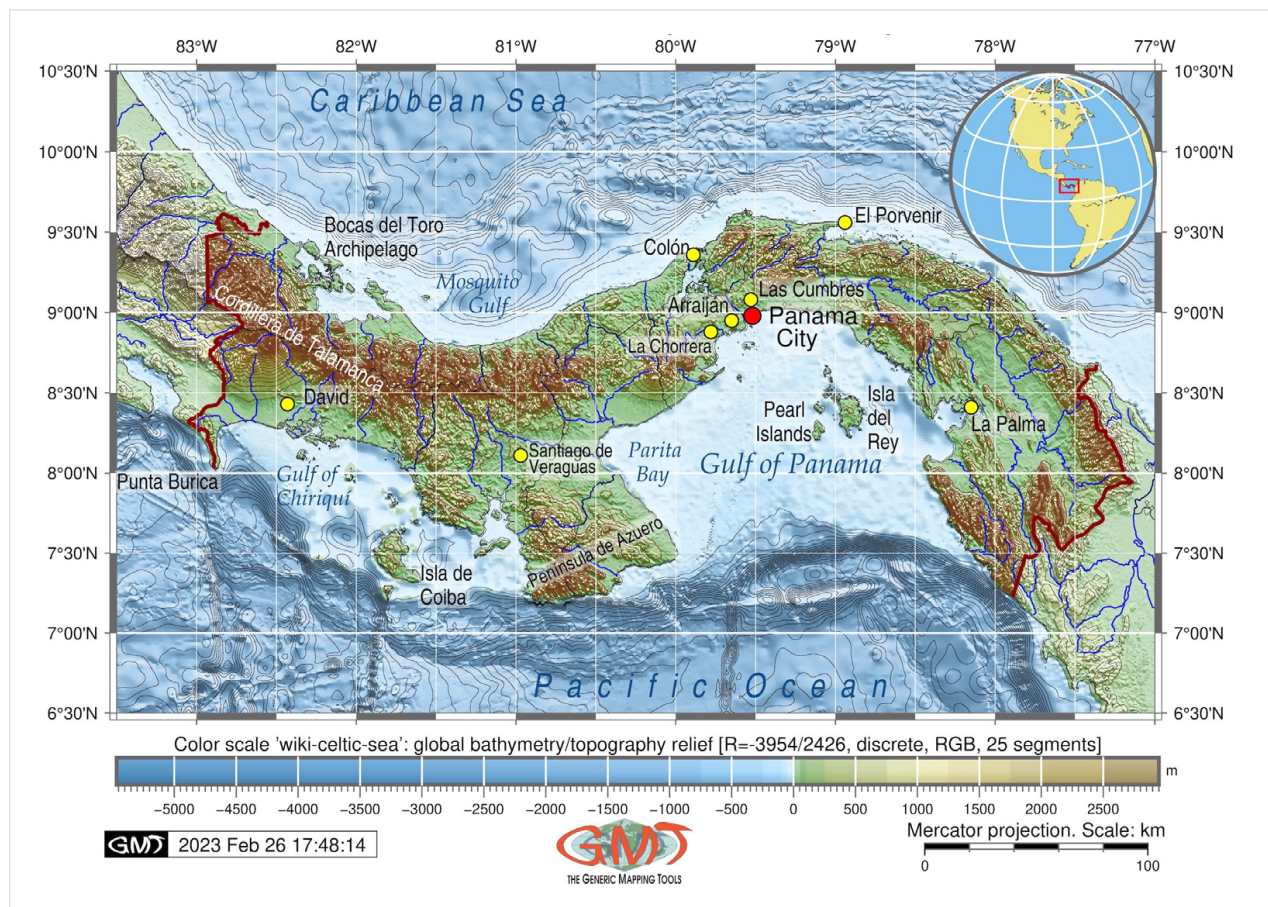 83°W 82°W 81°W 80°W 79°W 78°W 77°W
10°30'N 10°30'N
Caribbean Sea
10°00'N 10°00'N
El Porvenir
Bocas del Toro
Archipelago
9°30'N 9°30'N
Colón
Mosquito
Gulf
Las Cumbres
Arraiján
9°00'N 9°00'N
Panama
City
La Chorrera
Cordillera de Talamanca
8°30'N 8°30'N
David
Isla
del
Rey
Pearl
Islands
La Palma
Santiago de
Veraguas
Parita
Bay
Gulf of Panama
Gulf of
Chiriquí
8°00'N 8°00'N
Punta Burica
Península de Azuero
7°30'N 7°30'N
Isla de
Coiba
7°00'N 7°00'N
Pacific Ocean
6°30'N 6°30'N
Color scale 'wiki-celtic-sea': global bathymetry/topography relief [R=-3954/2426, discrete, RGB, 25 segments]
m
−5000 −4500 −4000 −3500 −3000 −2500 −2000 −1500 −1000 −500 0 500 1000 1500 2000 2500
GMT 2023 Feb 26 17:48:14
GMT
THE GENERIC MAPPING TOOLS
Mercator projection. Scale: km
0 100